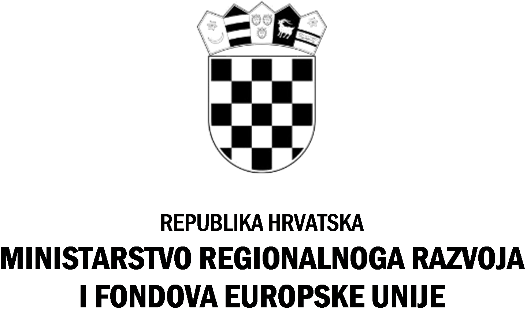 REPUBLIKA HRVATSKA
MINISTARSTVO REGIONALNOGA RAZVOJA
I FONDOVA EUROPSKE UNIJE